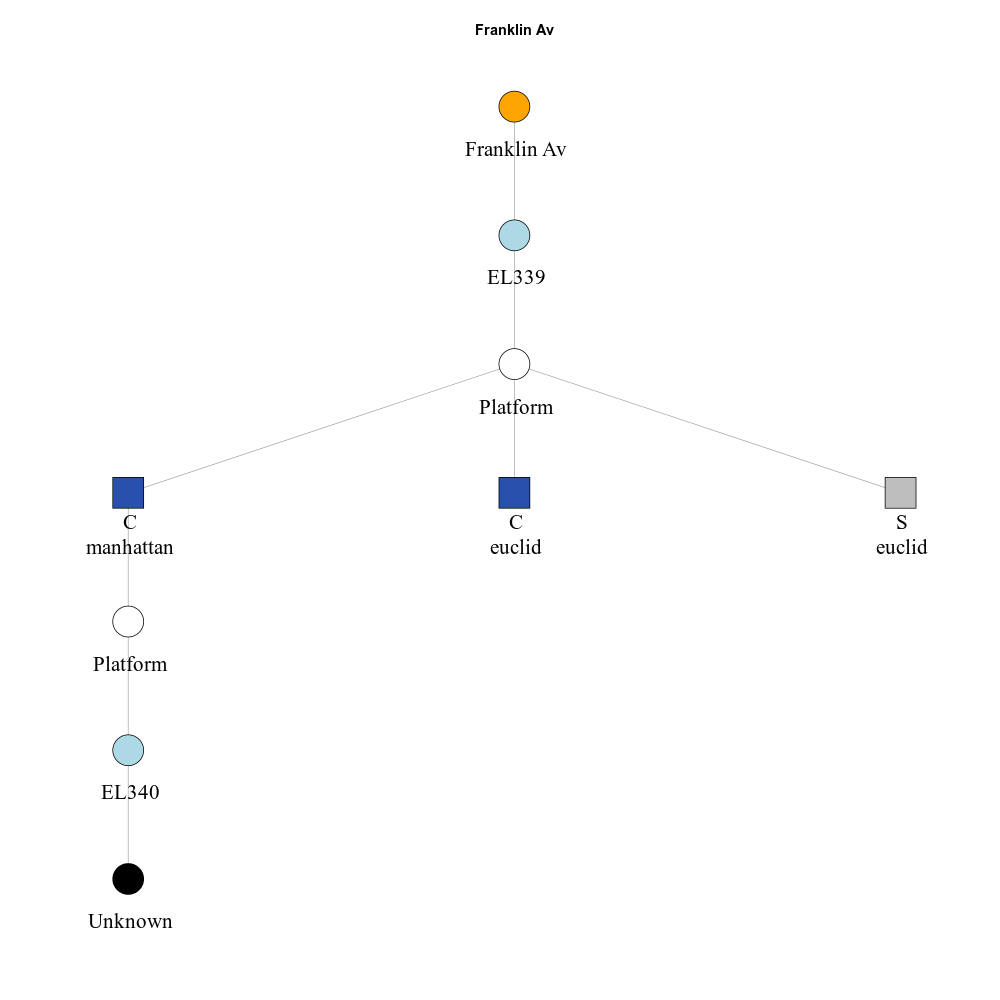 Franklin Av
Franklin Av
EL339
Platform
C
manhattan
C
euclid
S
euclid
Platform
EL340
Unknown